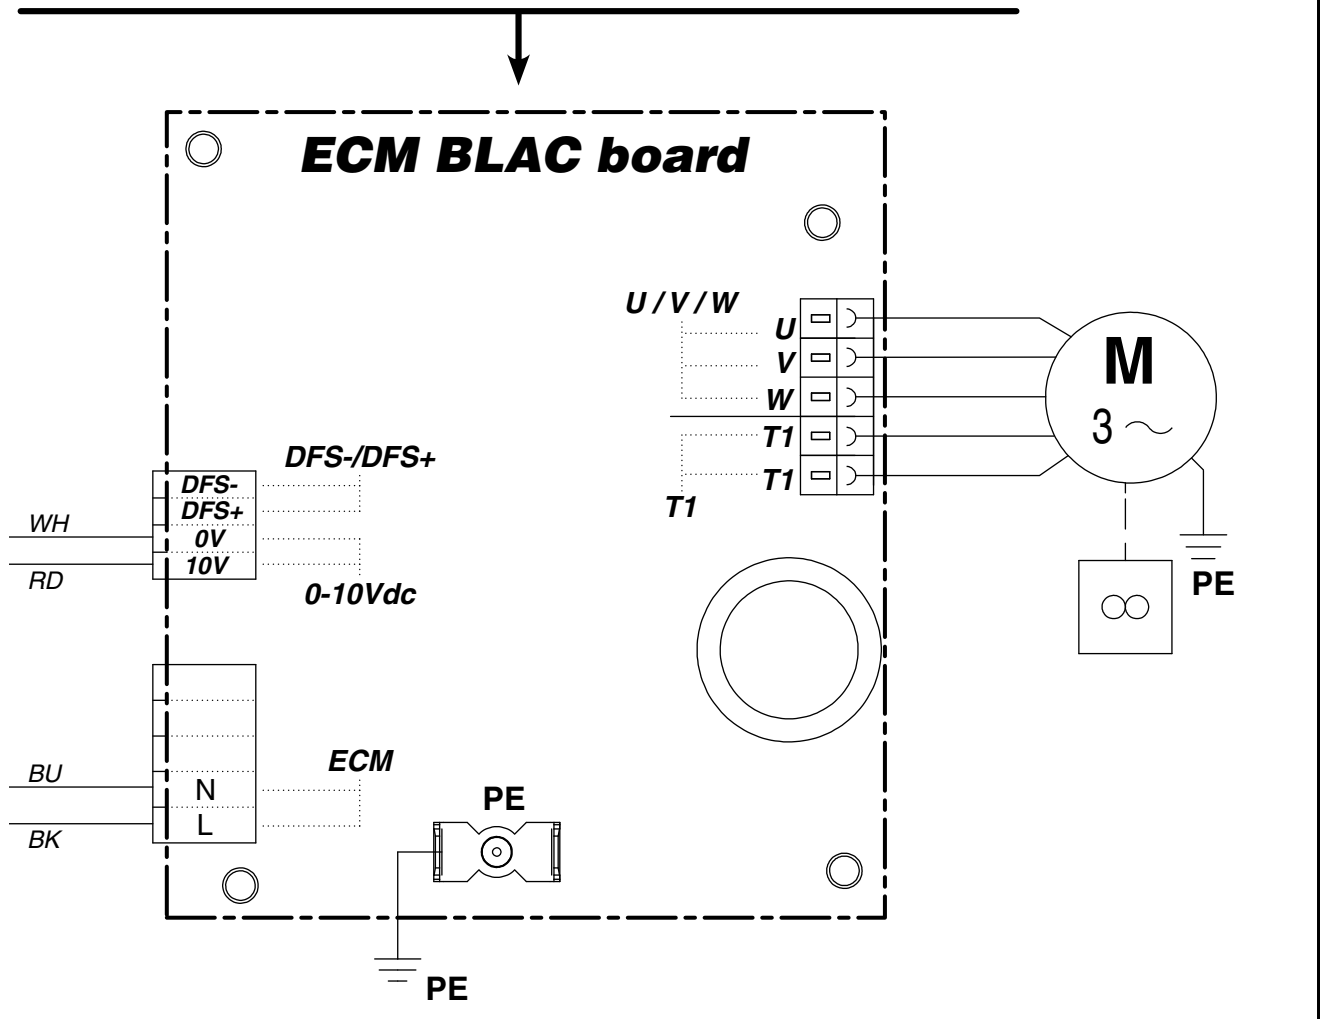 ECM BLAC board
U / V / W
U
V
W
T1
T1
T1
M
3
PE
DFS-/DFS+
DFS-
DFS+
0V
10V
WH
RD
0-10Vdc
ECM
BU
BK
N
L
PE
PE